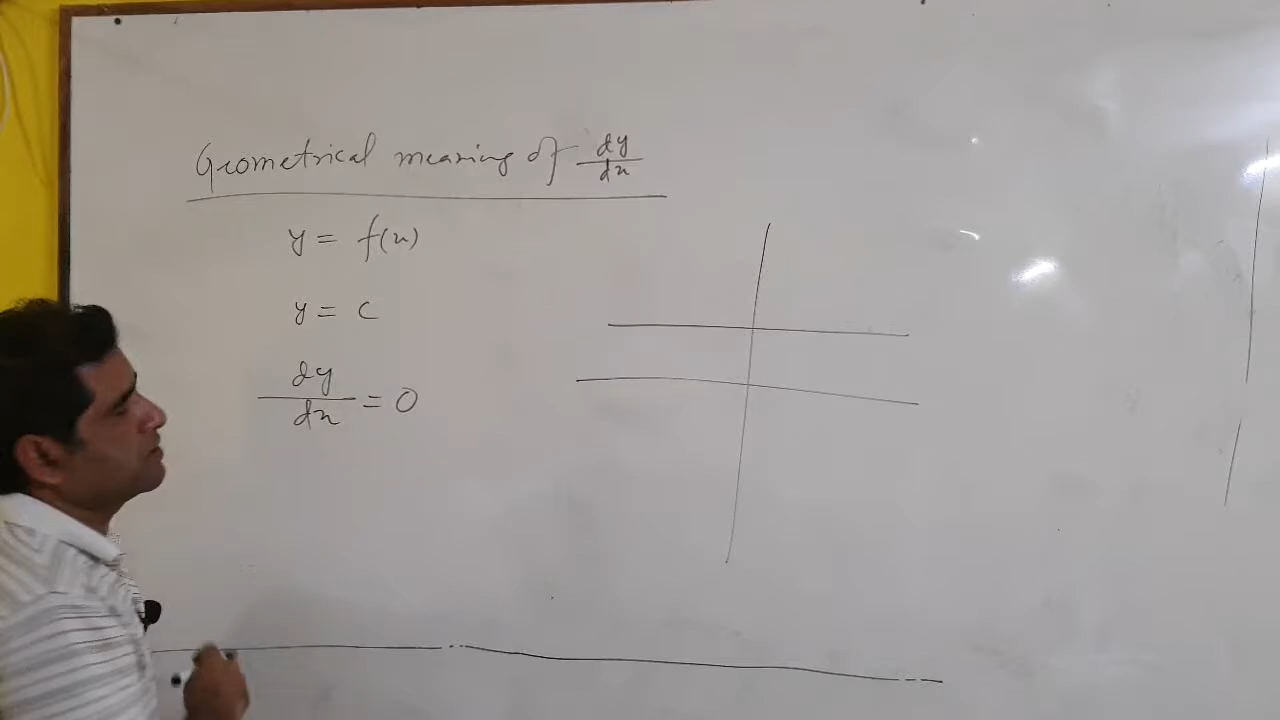 Geometrical meaning of dy/dx
y = f(x)
y = c
dy/dx = 0